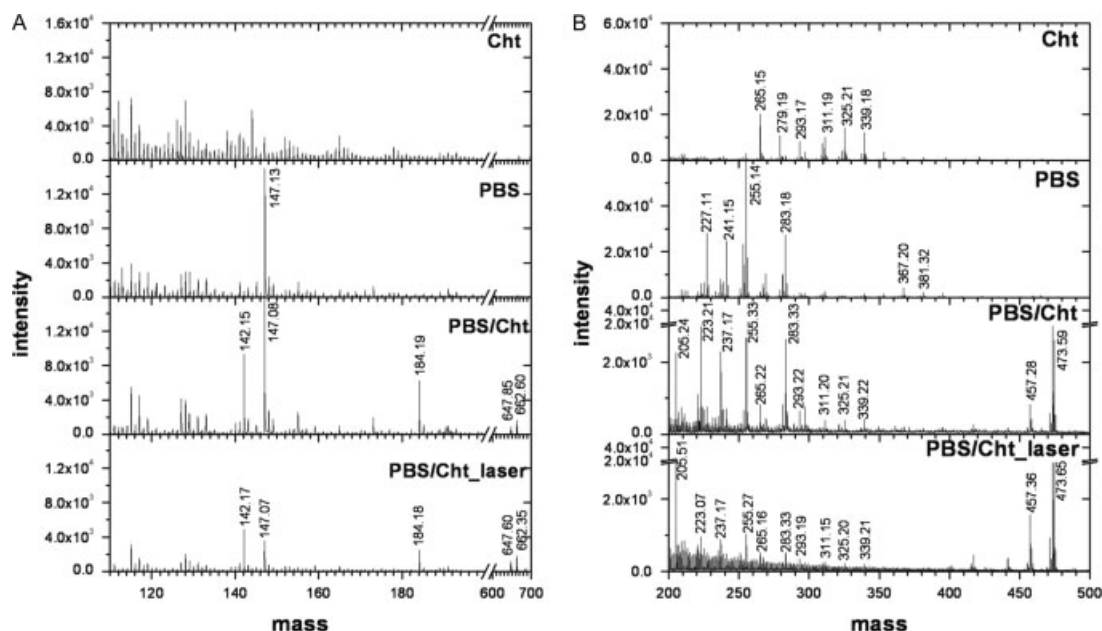 A
1.6x10⁴
1.2x10⁴
8.0x10³
4.0x10³
0.0
Cht
1.2x10⁴
8.0x10³
4.0x10³
0.0
147.13
PBS
1.2x10⁴
8.0x10³
4.0x10³
0.0
142.15
147.08
PBS/Cht
184.19
647.85
662.60
1.2x10⁴
8.0x10³
4.0x10³
0.0
PBS/Cht_laser
142.17
147.07
184.18
647.60
662.35
120 140 160 180 600 700
mass
intensity
B
6.0x10⁴
4.0x10⁴
2.0x10⁴
0.0
Cht
265.15
279.19
293.17
311.19
325.21
339.18
4.0x10⁴
2.0x10⁴
0.0
PBS
227.11
241.15
255.14
283.18
367.20
381.32
4.0x10⁴
2.0x10⁴
2.0x10³
0.0
PBS/Cht
205.24
223.21
237.17
255.33
265.22
283.33
293.22
311.20
325.21
339.22
457.28
473.59
4.0x10⁴
2.0x10⁴
2.0x10³
0.0
PBS/Cht_laser
205.51
223.07
237.17
255.27
265.16
283.33
293.19
311.15
325.20
339.21
457.36
473.65
200 250 300 350 400 450 500
mass
intensity